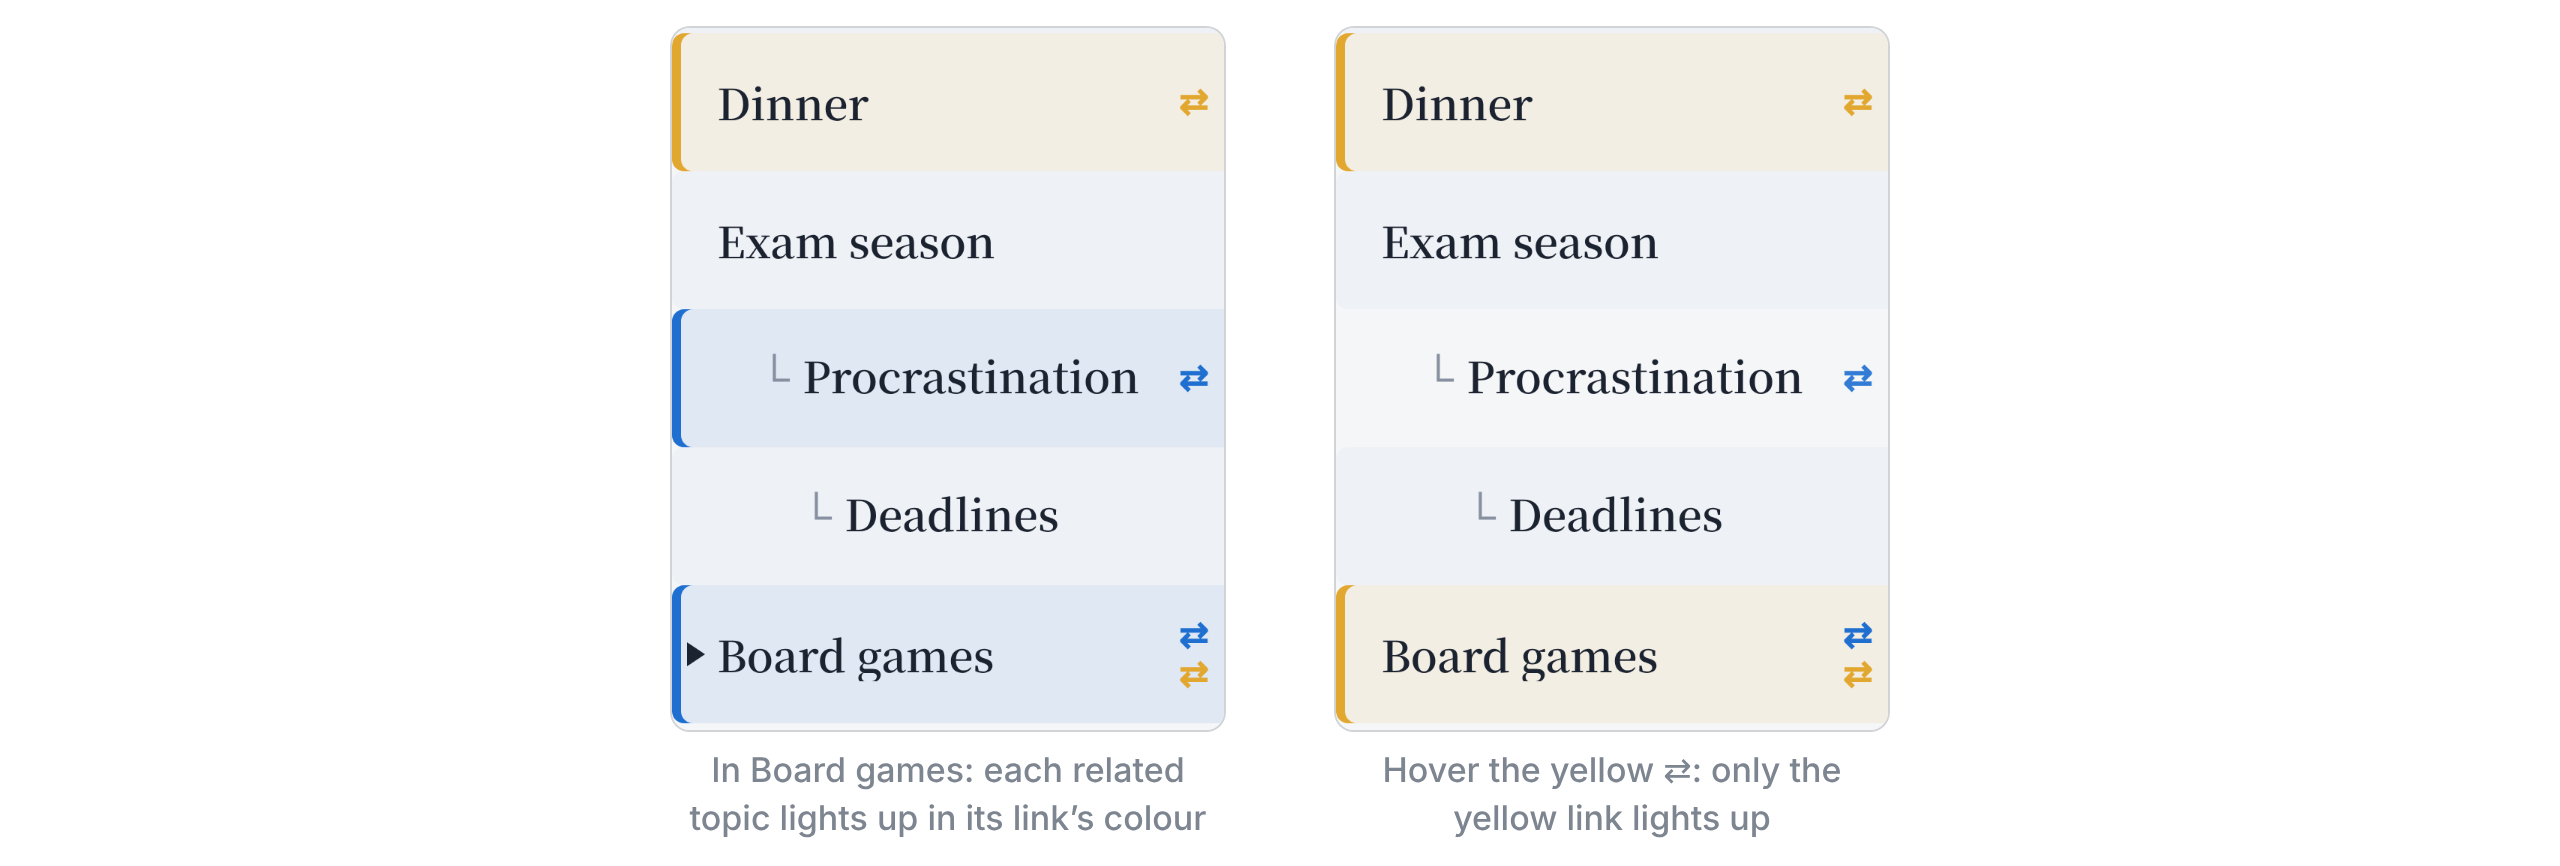 Dinner ⇄
Exam season
└ Procrastination ⇄
└ Deadlines
▶ Board games ⇄
⇄
In Board games: each related
topic lights up in its link’s colour
Dinner ⇄
Exam season
└ Procrastination ⇄
└ Deadlines
Board games ⇄
⇄
Hover the yellow ⇄: only the
yellow link lights up